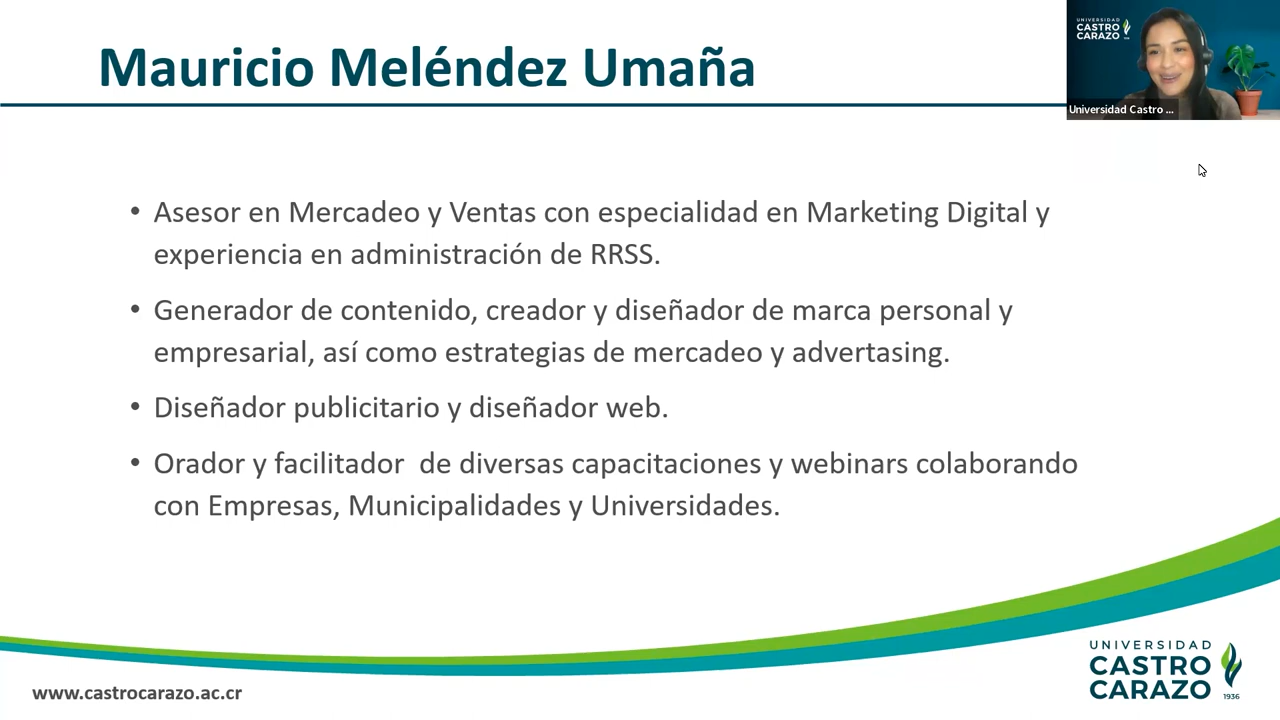 Mauricio Meléndez Umaña
UNIVERSIDAD
CASTRO
CARAZO
Universidad Castro ...
• Asesor en Mercadeo y Ventas con especialidad en Marketing Digital y
experiencia en administración de RRSS.
• Generador de contenido, creador y diseñador de marca personal y
empresarial, así como estrategias de mercadeo y advertasing.
• Diseñador publicitario y diseñador web.
• Orador y facilitador  de diversas capacitaciones y webinars colaborando
con Empresas, Municipalidades y Universidades.
www.castrocarazo.ac.cr
UNIVERSIDAD
CASTRO
CARAZO
1936